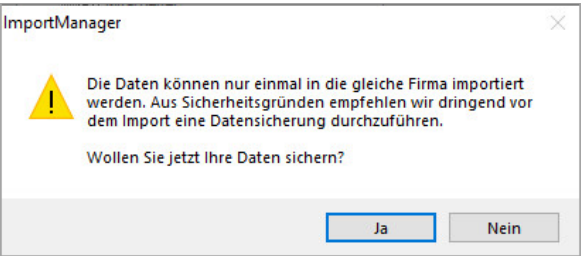 ImportManager
Die Daten können nur einmal in die gleiche Firma importiert
werden. Aus Sicherheitsgründen empfehlen wir dringend vor
dem Import eine Datensicherung durchzuführen.
Wollen Sie jetzt Ihre Daten sichern?
Ja
Nein